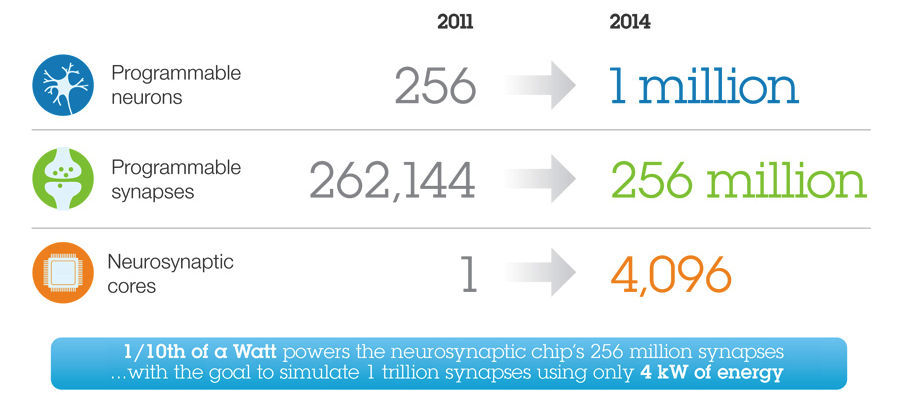 2011 2014
Programmable
neurons
256 1 million
Programmable
synapses
262,144 256 million
Neurosynaptic
cores
1 4,096
1/10th of a Watt powers the neurosynaptic chip's 256 million synapses
...with the goal to simulate 1 trillion synapses using only 4 kW of energy